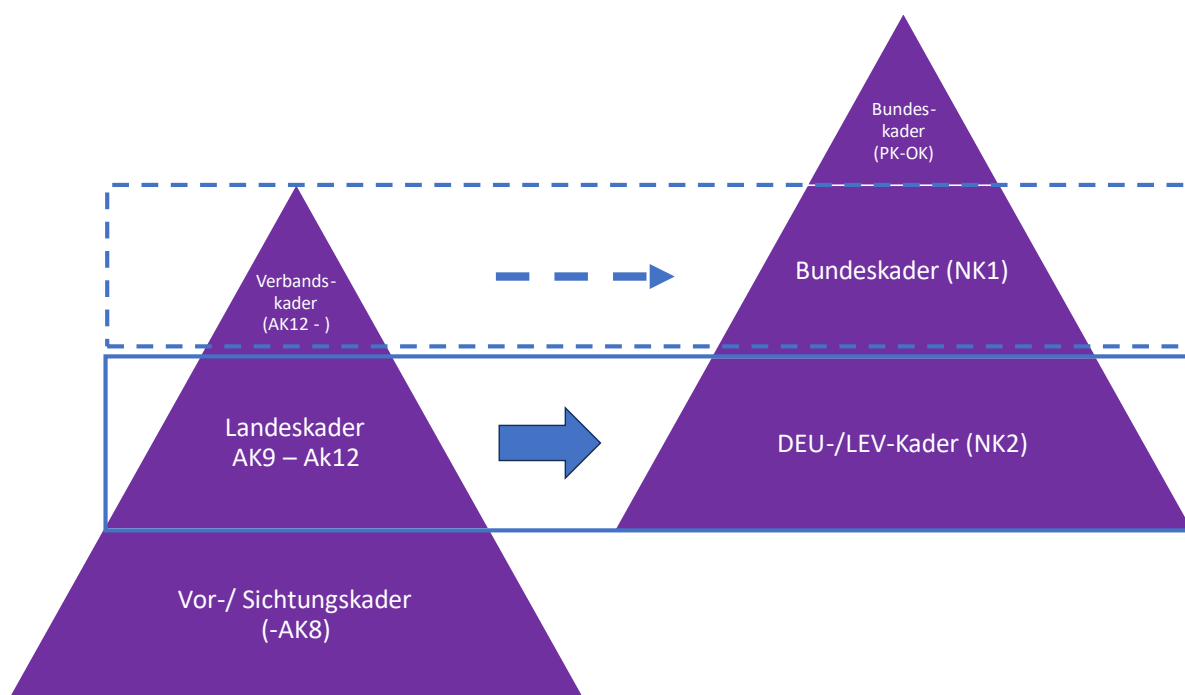 Verbands-
kader
(AK12 - )
Landeskader
AK9 – Ak12
Vor-/ Sichtungskader
(-AK8)
Bundes-
kader
(PK-OK)
Bundeskader (NK1)
DEU-/LEV-Kader (NK2)